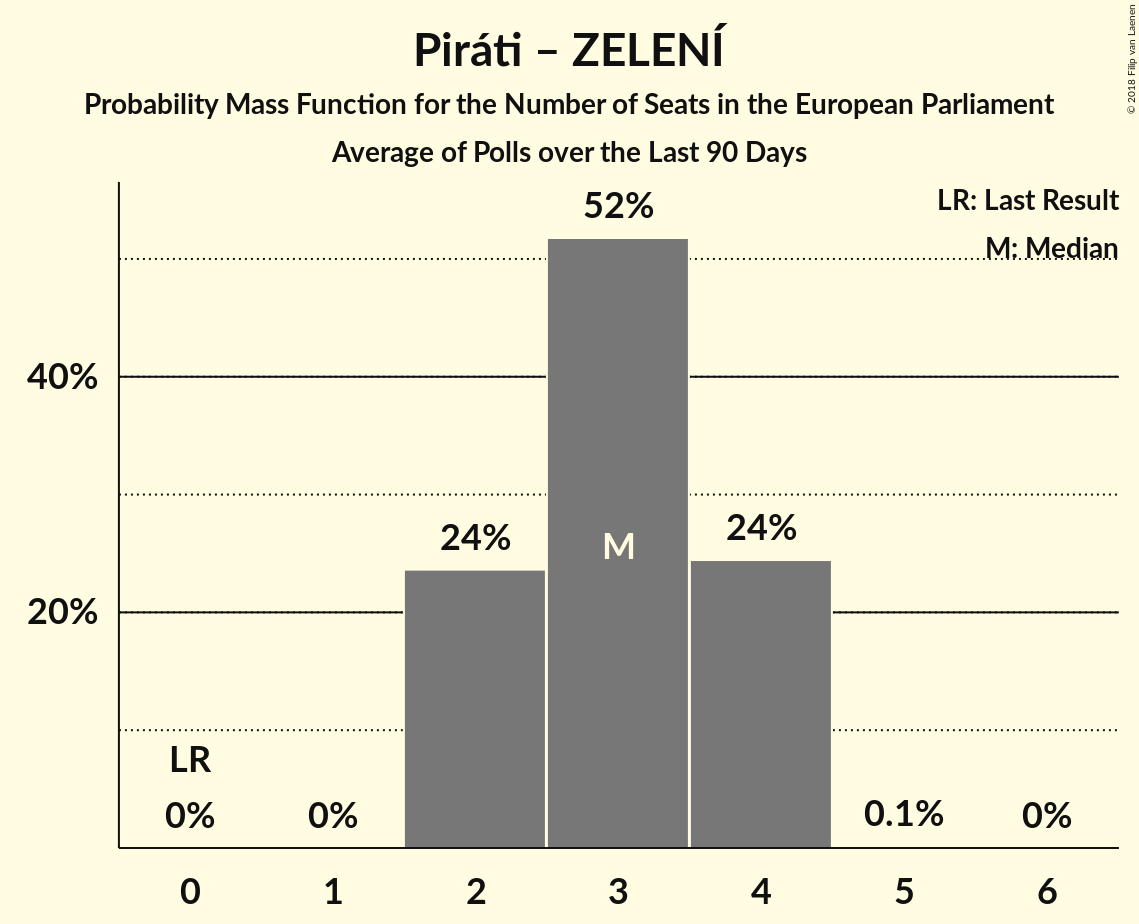 Piráti – ZELENÍ
Probability Mass Function for the Number of Seats in the European Parliament
Average of Polls over the Last 90 Days
© 2018 Filip van Laenen
LR: Last Result
M: Median
52%
40%
24%
M
24%
20%
LR
0%
0%
0.1%
0%
0 1 2 3 4 5 6